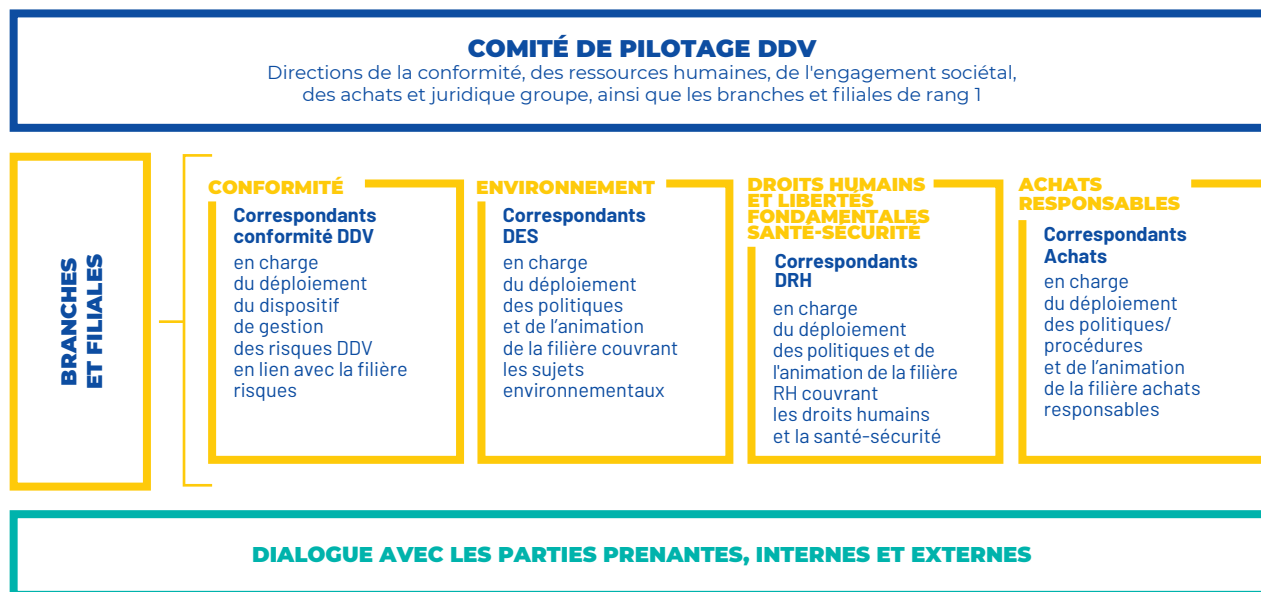 COMITÉ DE PILOTAGE DDV
Directions de la conformité, des ressources humaines, de l'engagement sociétal,
des achats et juridique groupe, ainsi que les branches et filiales de rang 1
BRANCHES
ET FILIALES
CONFORMITÉ
Correspondants
conformité DDV
en charge
du déploiement
du dispositif
de gestion
des risques DDV
en lien avec la filière
risques
ENVIRONNEMENT
Correspondants
DES
en charge
du déploiement
des politiques
et de l’animation
de la filière couvrant
les sujets
environnementaux
DROITS HUMAINS
ET LIBERTÉS
FONDAMENTALES
SANTÉ-SÉCURITÉ
Correspondants
DRH
en charge
du déploiement
des politiques et de
l'animation de la filière
RH couvrant
les droits humains
et la santé-sécurité
ACHATS
RESPONSABLES
Correspondants
Achats
en charge
du déploiement
des politiques/
procédures
et de l’animation
de la filière achats
responsables
DIALOGUE AVEC LES PARTIES PRENANTES, INTERNES ET EXTERNES